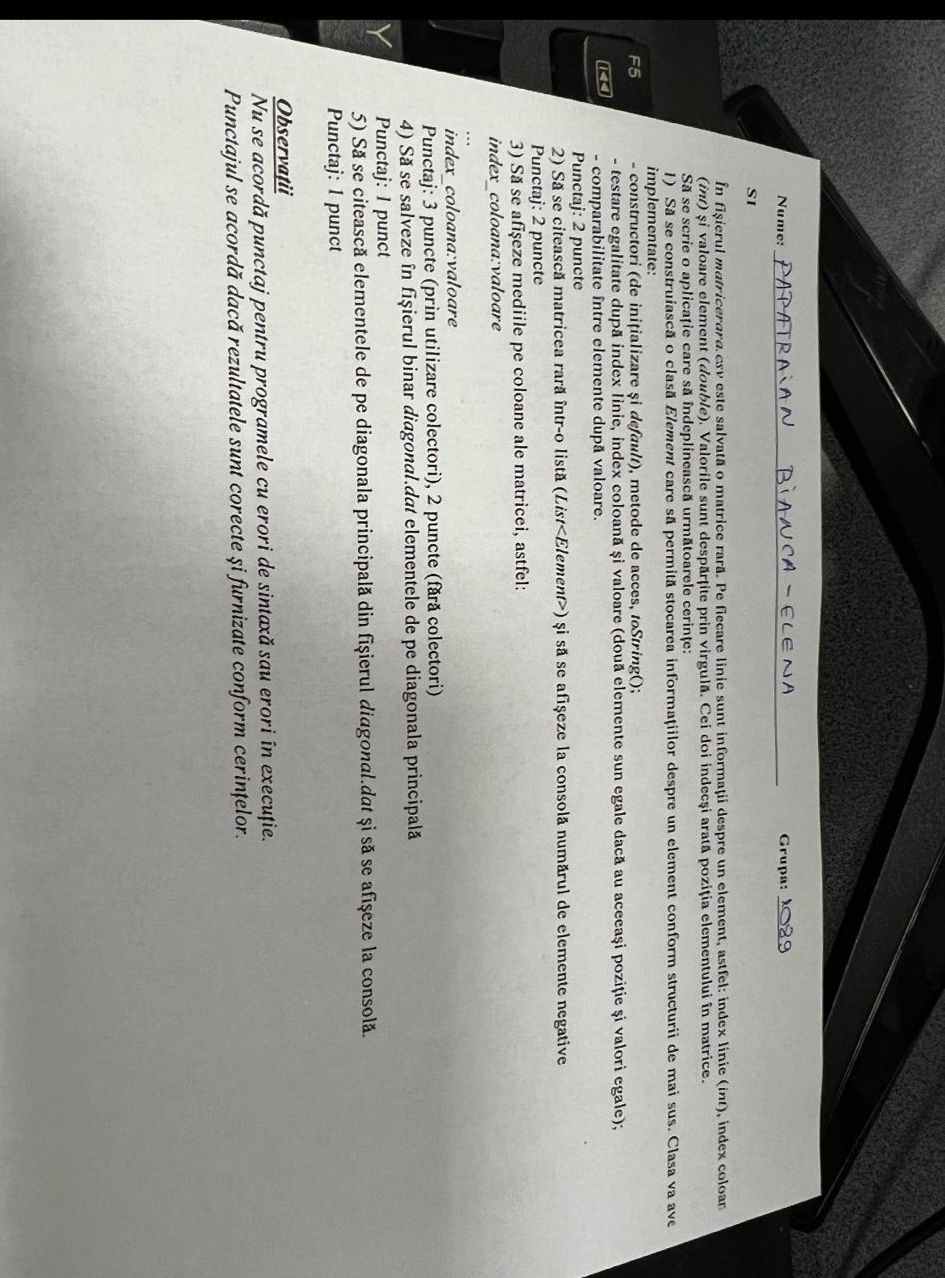 F5
Y
Nume: PAPATRAIAN BIANCA - ELENA Grupa: 1089
S1
În fişierul matricerara.csv este salvată o matrice rară. Pe fiecare linie sunt informaţii despre un element, astfel: index linie (int), index coloan
(int) şi valoare element (double). Valorile sunt despărţite prin virgulă. Cei doi indecşi arată poziţia elementului în matrice.
Să se scrie o aplicaţie care să îndeplinească următoarele cerinţe:
1) Să se construiască o clasă Element care să permită stocarea informaţiilor despre un element conform structurii de mai sus. Clasa va ave
implementate:
- constructori (de iniţializare şi default), metode de acces, toString();
- testare egalitate după index linie, index coloană şi valoare (două elemente sun egale dacă au aceeaşi poziţie şi valori egale);
- comparabilitate între elemente după valoare.
Punctaj: 2 puncte
2) Să se citească matricea rară într-o listă (List<Element>) şi să se afişeze la consolă numărul de elemente negative
Punctaj: 2 puncte
3) Să se afişeze mediile pe coloane ale matricei, astfel:
index_coloana:valoare
...
index_coloana:valoare
Punctaj: 3 puncte (prin utilizare colectori), 2 puncte (fără colectori)
4) Să se salveze în fişierul binar diagonal.dat elementele de pe diagonala principală
Punctaj: 1 punct
5) Să se citească elementele de pe diagonala principală din fişierul diagonal.dat şi să se afişeze la consolă.
Punctaj: 1 punct
Observaţii
Nu se acordă punctaj pentru programele cu erori de sintaxă sau erori în execuţie.
Punctajul se acordă dacă rezultatele sunt corecte şi furnizate conform cerinţelor.